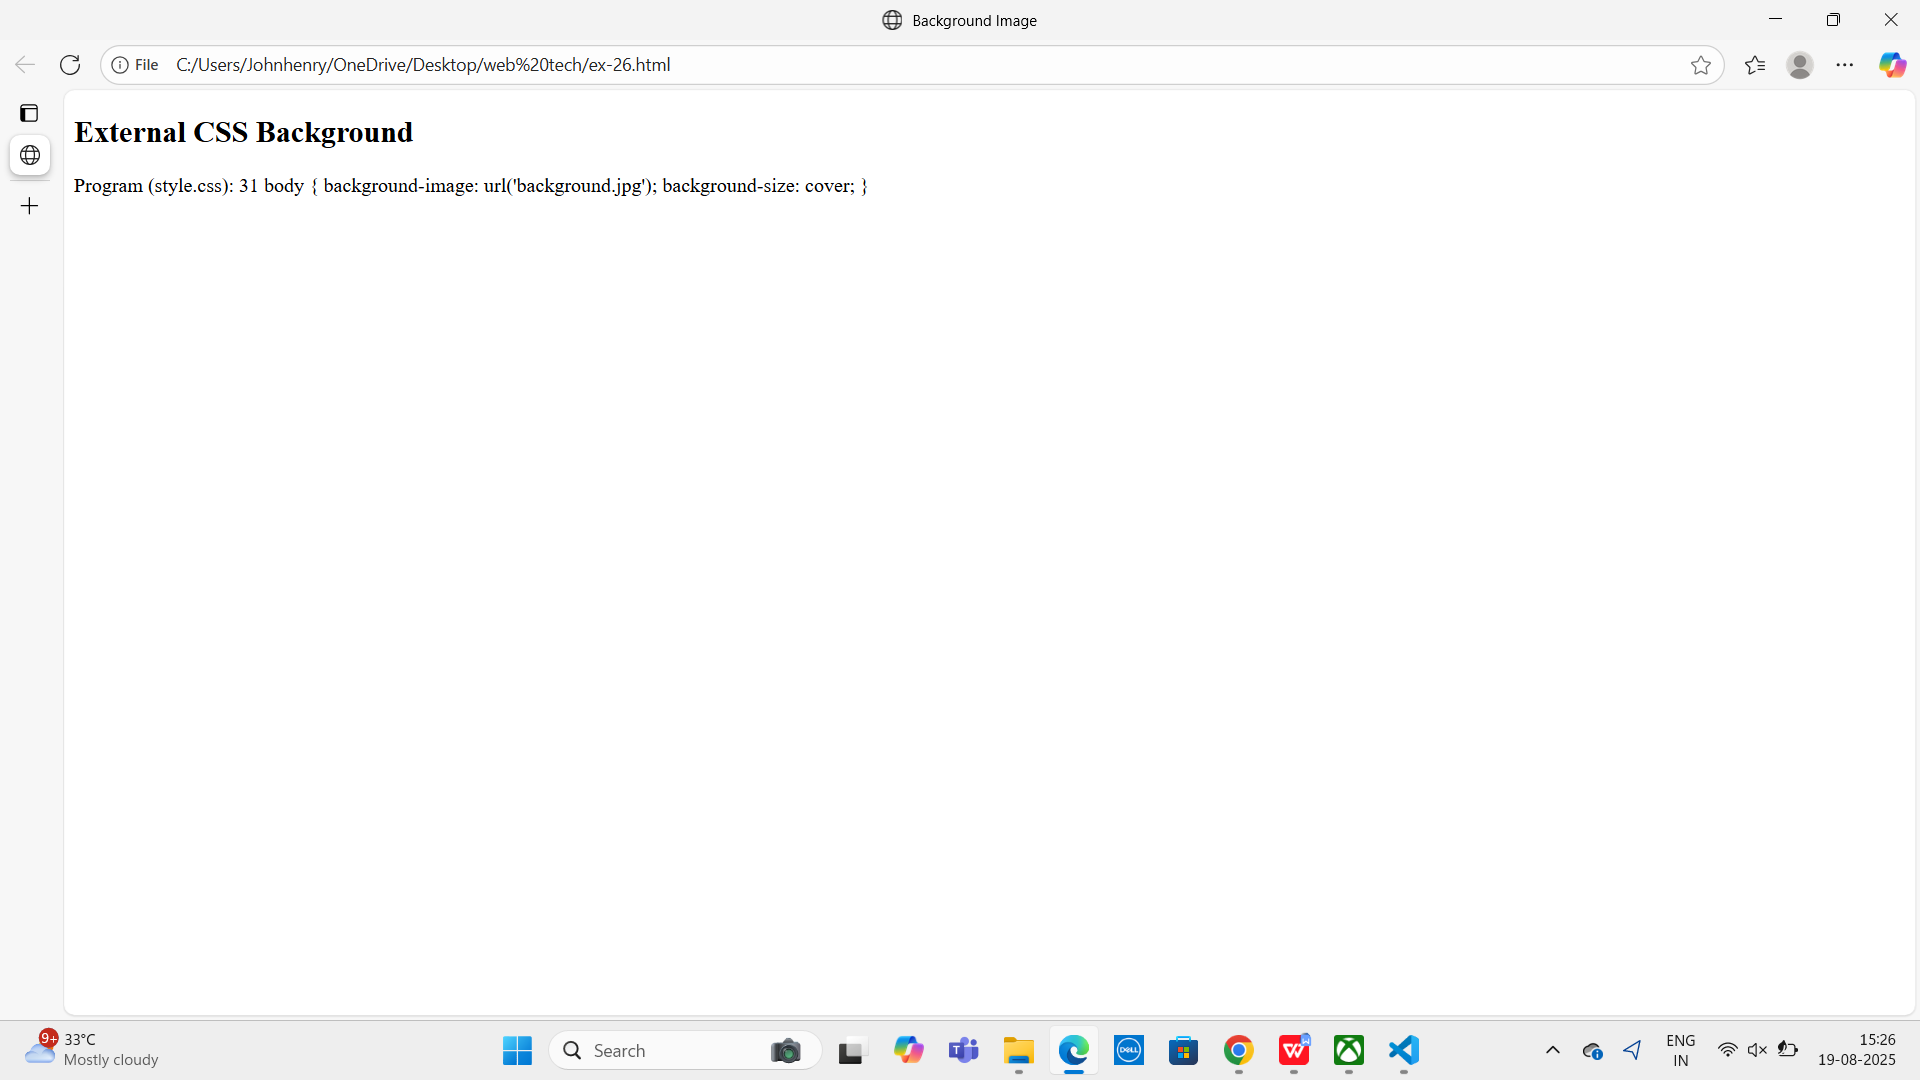 Background Image
File C:/Users/Johnhenry/OneDrive/Desktop/web%20tech/ex-26.html
External CSS Background
Program (style.css): 31 body { background-image: url('background.jpg'); background-size: cover; }
9+
33°C
Mostly cloudy
Search
DELL
W
W
T
ENG
IN
15:26
19-08-2025